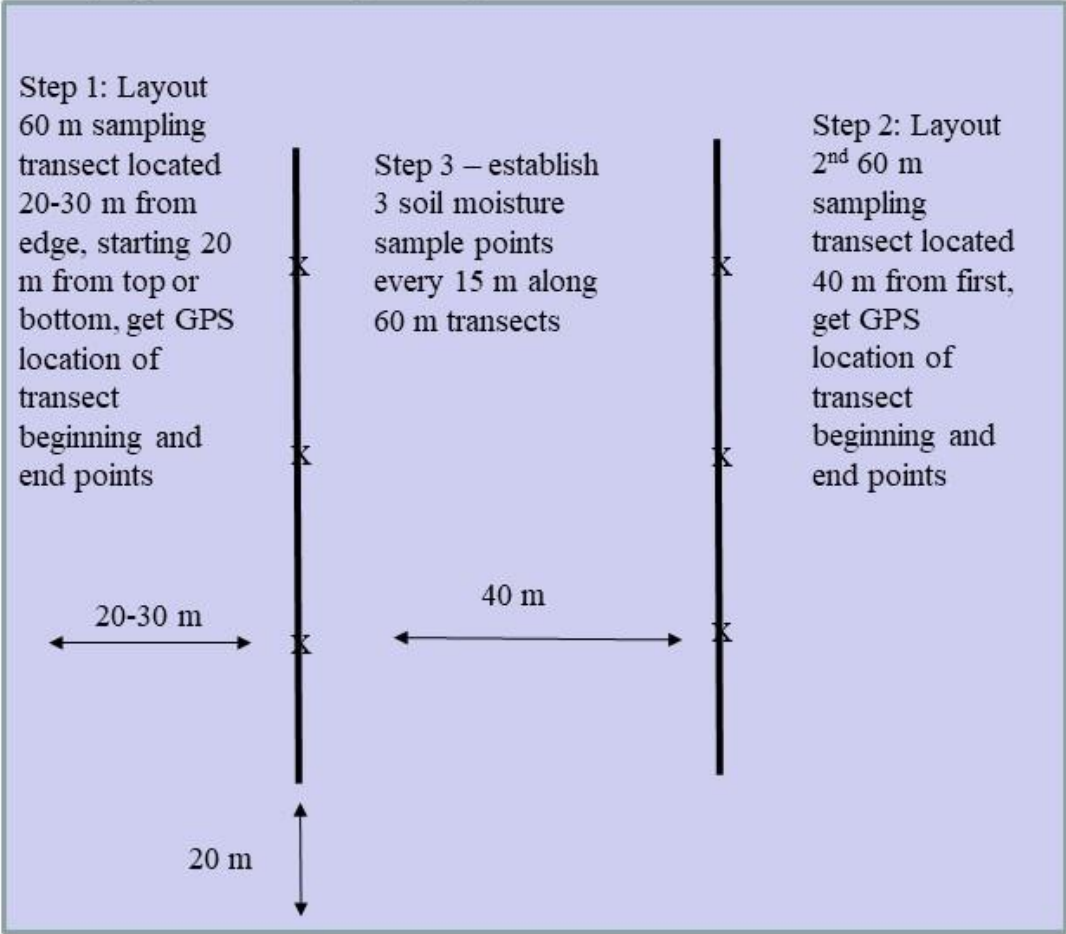 Step 1: Layout
60 m sampling
transect located
20-30 m from
edge, starting 20
m from top or
bottom, get GPS
location of
transect
beginning and
end points
Step 3 – establish
3 soil moisture
sample points
every 15 m along
60 m transects
Step 2: Layout
2nd 60 m
sampling
transect located
40 m from first,
get GPS
location of
transect
beginning and
end points
X
X
X
X
X
X
20-30 m
40 m
20 m